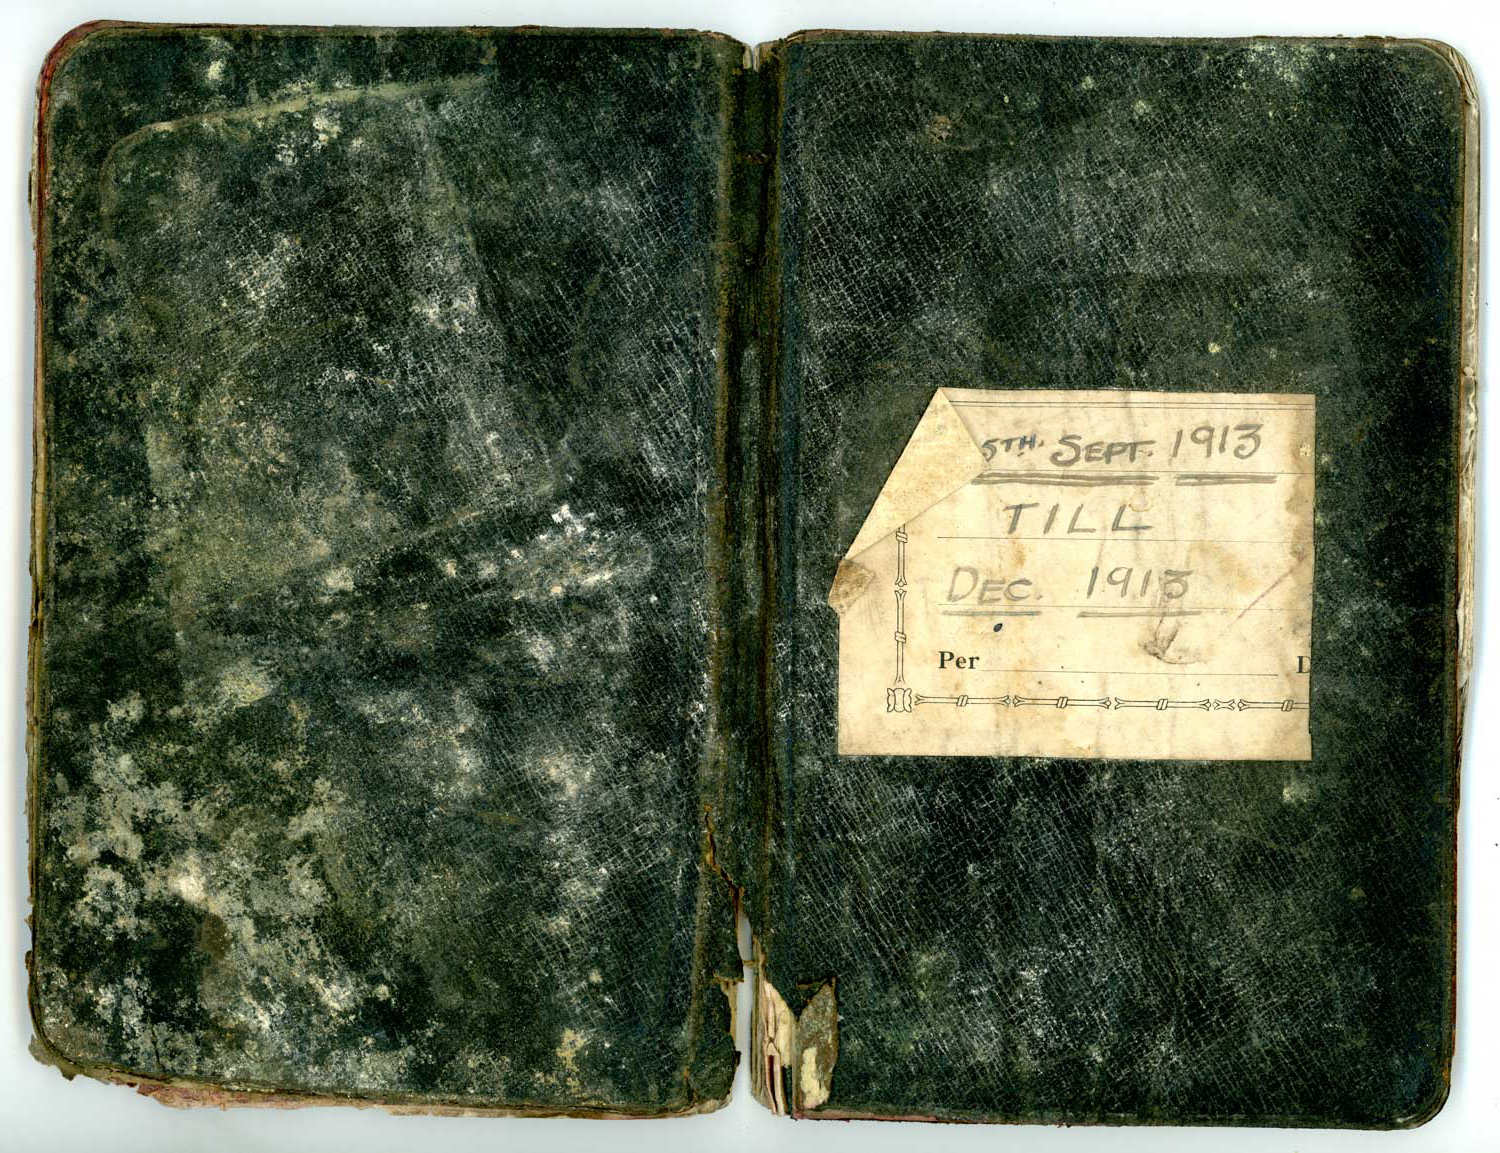 5TH. SEPT. 1913
TILL
DEC. 1913
Per
D